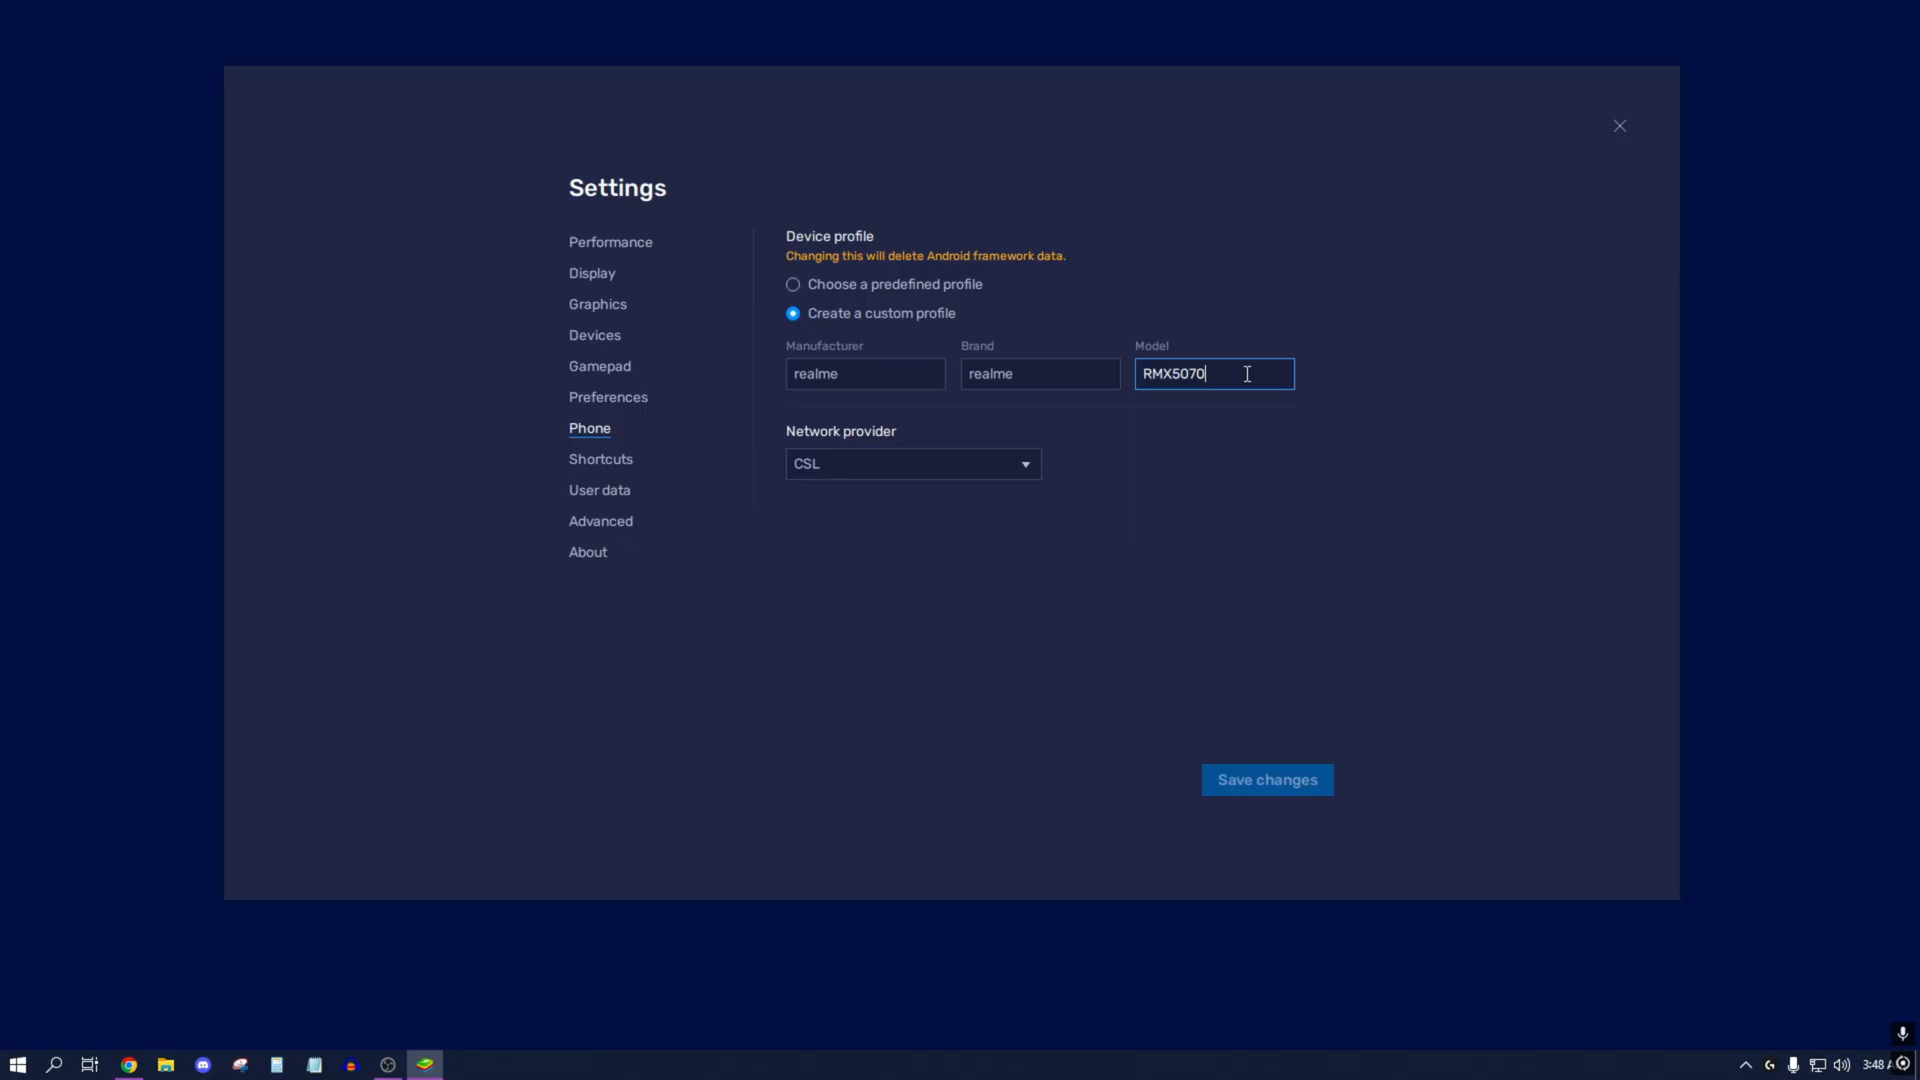 Settings
Performance
Display
Graphics
Devices
Gamepad
Preferences
Phone
Shortcuts
User data
Advanced
About
Device profile
Changing this will delete Android framework data.
Choose a predefined profile
Create a custom profile
Manufacturer Brand Model
realme realme RMX5070
Network provider
CSL
Save changes
3:48